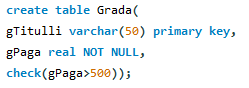 create table Grada(
gTitulli varchar(50) primary key,
gPaga real NOT NULL,
check(gPaga>500));